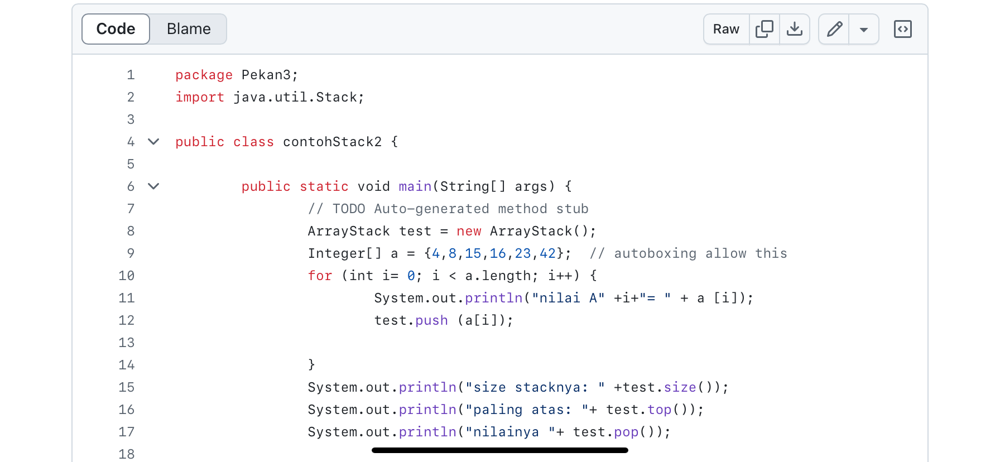 Code Blame Raw
1 package Pekan3;
2 import java.util.Stack;
3
4 public class contohStack2 {
5
6 public static void main(String[] args) {
7 // TODO Auto-generated method stub
8 ArrayStack test = new ArrayStack();
9 Integer[] a = {4,8,15,16,23,42}; // autoboxing allow this
10 for (int i= 0; i < a.length; i++) {
11 System.out.println("nilai A" +i+"= " + a [i]);
12 test.push (a[i]);
13
14 }
15 System.out.println("size stacknya: " +test.size());
16 System.out.println("paling atas: "+ test.top());
17 System.out.println("nilainya "+ test.pop());
18